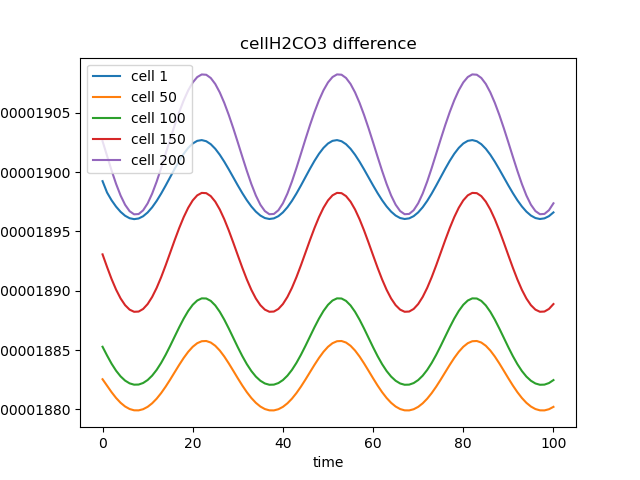 cellH2CO3 difference
cell 1
cell 50
cell 100
cell 150
cell 200
00001905
00001900
00001895
00001890
00001885
00001880
0
20
40
60
80
100
time